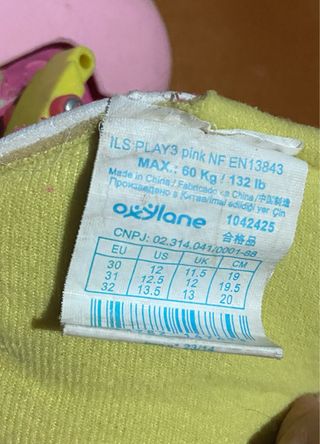 ILS PLAY3 pink NF EN13843
MAX.: 60 Kg / 132 lb
Made in China / Fabricado na China /中国制造
Произведено в Китае/imal edildiği yer Çin
oxylane 1042425
合格品
CNPJ: 02.314.041/0001-88
EU US UK CM
30 12 11.5 19
31 12.5 12 19.5
32 13.5 13 20
23/14